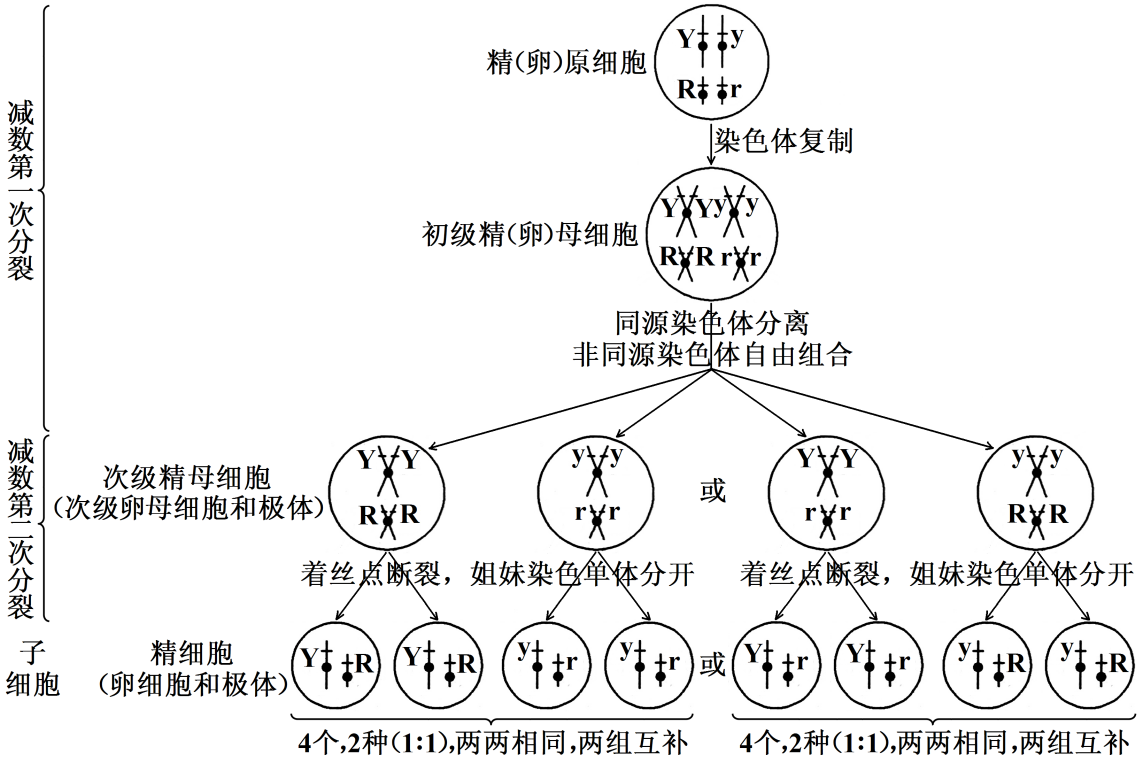 减数第一次分裂
精(卵)原细胞
Y y
R r
染色体复制
初级精(卵)母细胞
Y Y y y
R R r r
同源染色体分离
非同源染色体自由组合
减数第二次分裂
次级精母细胞
(次级卵母细胞和极体)
Y Y y y 或 Y Y y y
R R r r r r R R
着丝点断裂，姐妹染色单体分开 着丝点断裂，姐妹染色单体分开
子细胞
精细胞
(卵细胞和极体)
Y R Y R y r y r 或 Y r Y r y R y R
4个,2种(1:1),两两相同,两组互补 4个,2种(1:1),两两相同,两组互补